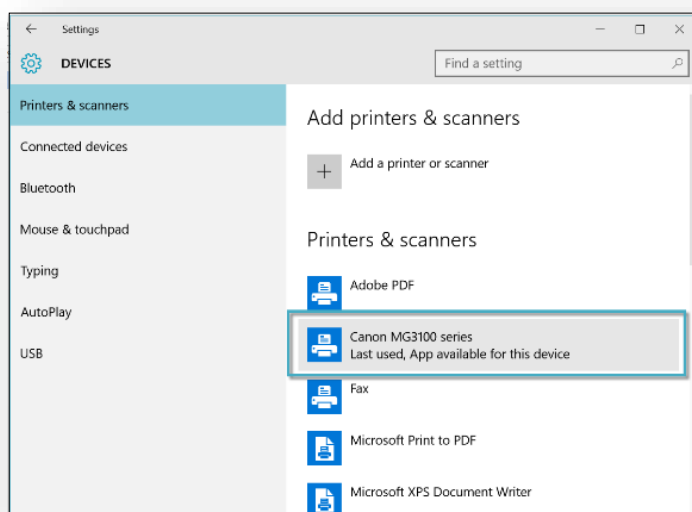 Settings
DEVICES
Find a setting
Printers & scanners
Connected devices
Bluetooth
Mouse & touchpad
Typing
AutoPlay
USB
Add printers & scanners
Add a printer or scanner
Printers & scanners
Adobe PDF
Canon MG3100 series
Last used, App available for this device
Fax
Microsoft Print to PDF
Microsoft XPS Document Writer